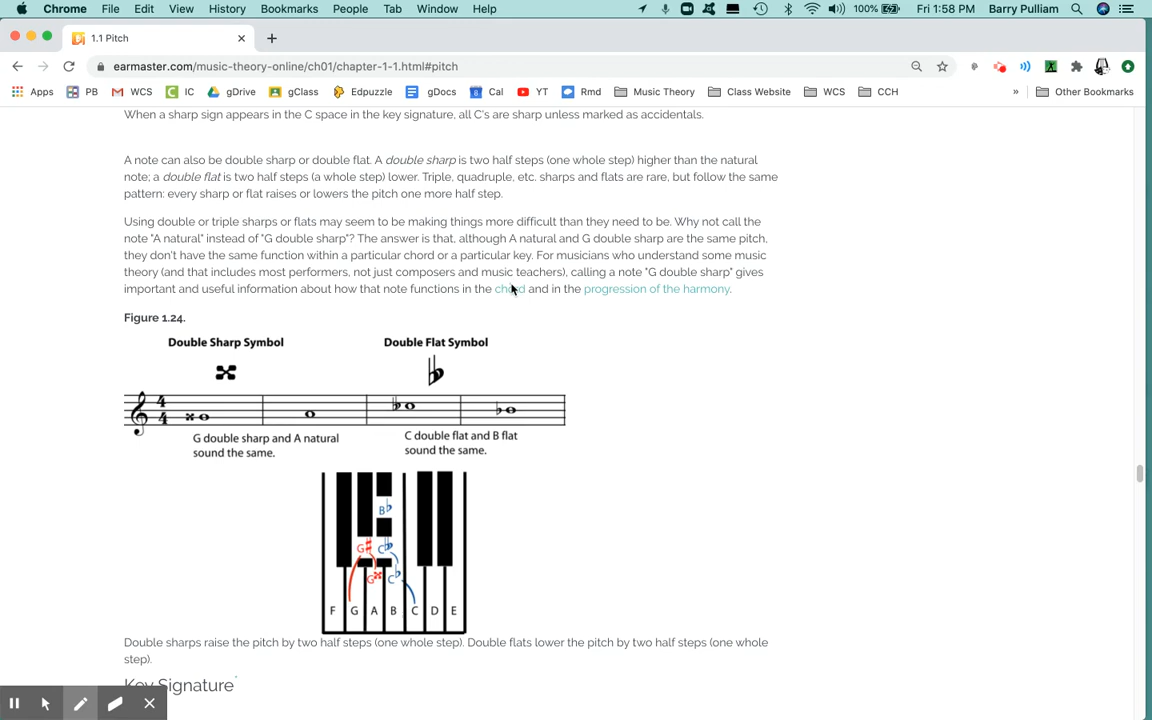 Chrome File Edit View History Bookmarks People Tab Window Help 100% Fri 1:58 PM Barry Pulliam
1.1 Pitch
earmaster.com/music-theory-online/ch01/chapter-1-1.html#pitch
Apps PB WCS IC gDrive gClass Edpuzzle gDocs Cal YT Rmd Music Theory Class Website WCS CCH » Other Bookmarks
When a sharp sign appears in the C space in the key signature, all C's are sharp unless marked as accidentals.
A note can also be double sharp or double flat. A double sharp is two half steps (one whole step) higher than the natural
note; a double flat is two half steps (a whole step) lower. Triple, quadruple, etc. sharps and flats are rare, but follow the same
pattern: every sharp or flat raises or lowers the pitch one more half step.
Using double or triple sharps or flats may seem to be making things more difficult than they need to be. Why not call the
note "A natural" instead of "G double sharp"? The answer is that, although A natural and G double sharp are the same pitch,
they don't have the same function within a particular chord or a particular key. For musicians who understand some music
theory (and that includes most performers, not just composers and music teachers), calling a note "G double sharp" gives
important and useful information about how that note functions in the chord and in the progression of the harmony.
Figure 1.24.
Double Sharp Symbol Double Flat Symbol
4
4
G double sharp and A natural
sound the same.
C double flat and B flat
sound the same.
B♭
G♯ C𝄫
G𝄪 C♭
F G A B C D E
Double sharps raise the pitch by two half steps (one whole step). Double flats lower the pitch by two half steps (one whole
step).
Key Signature